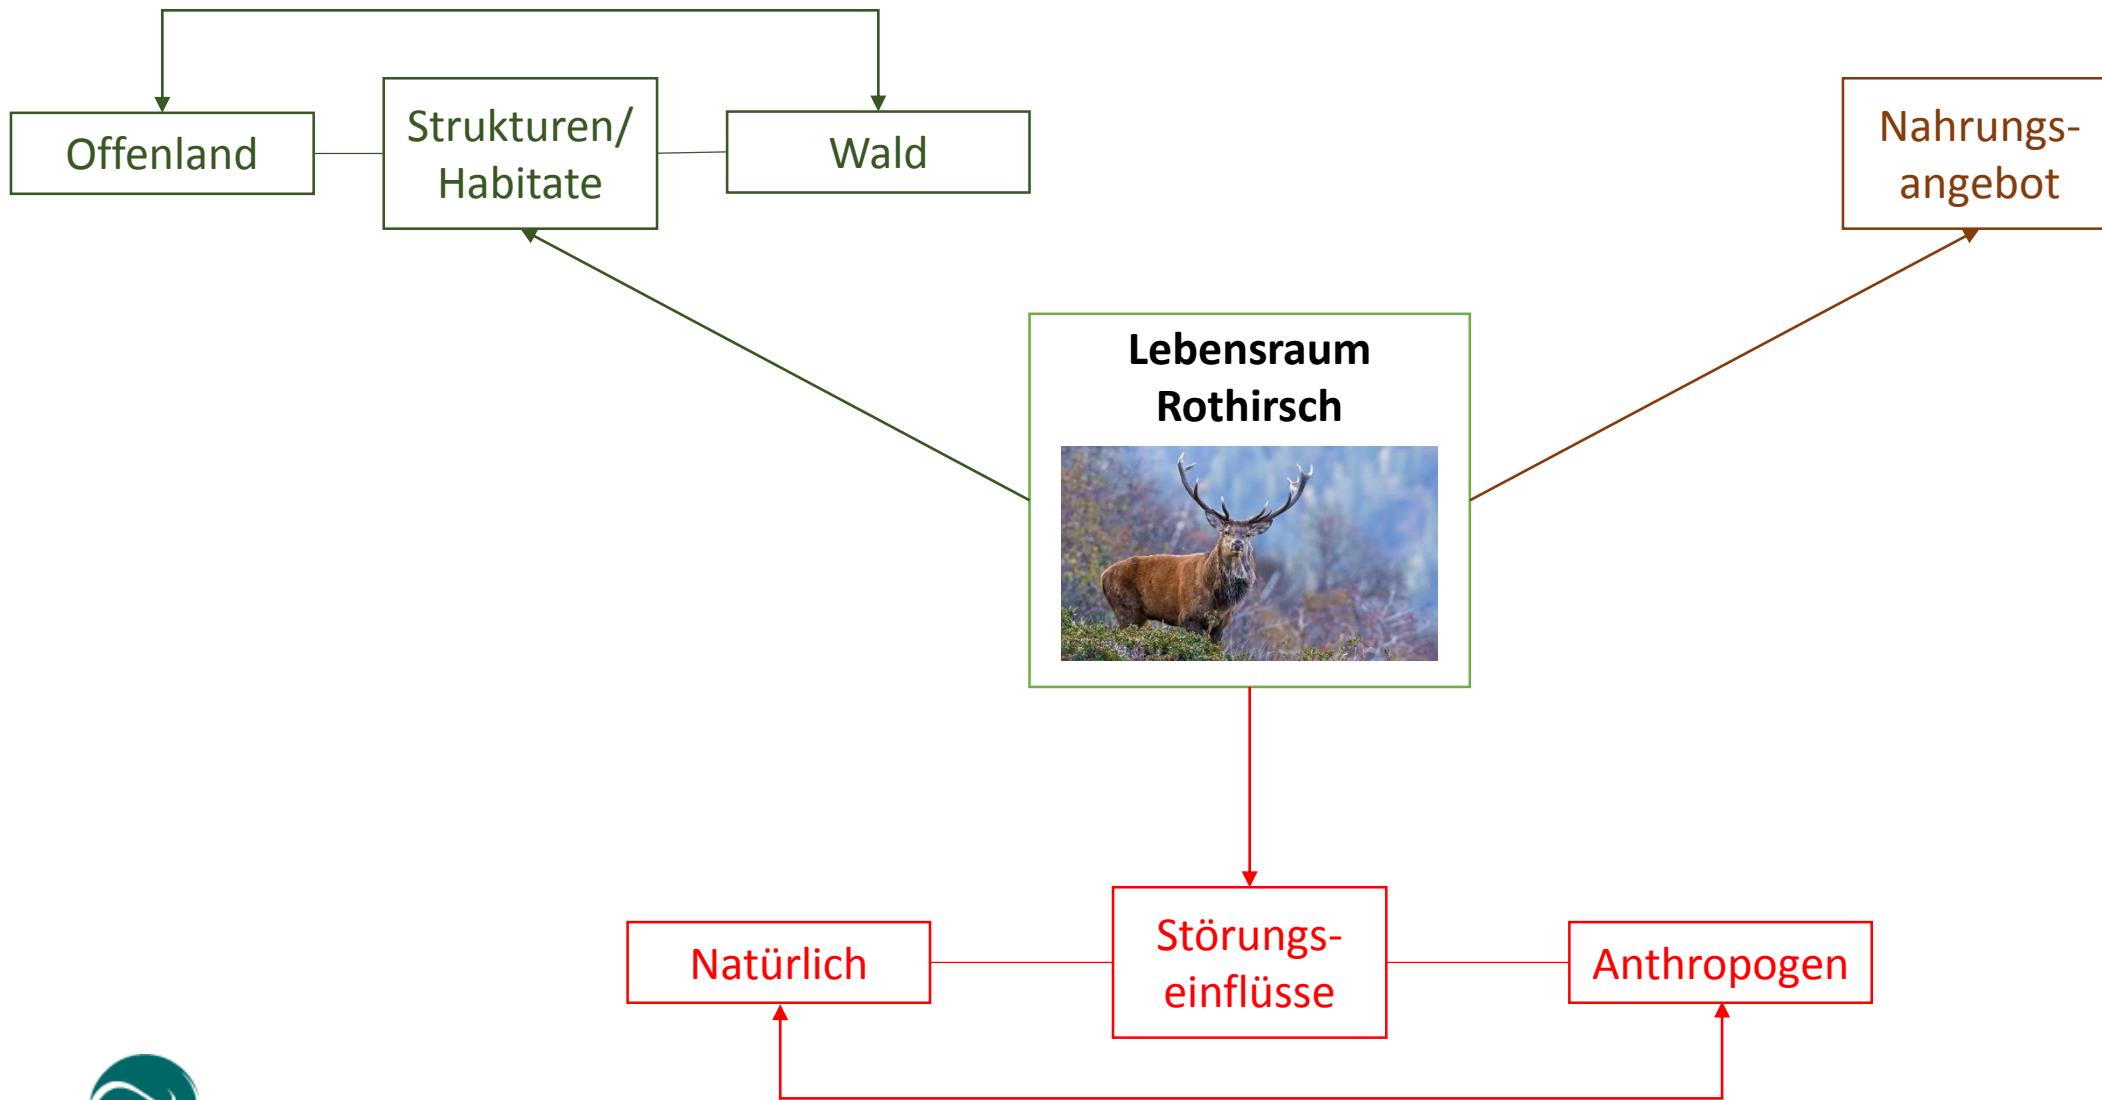 Offenland
Strukturen/
Habitate
Wald
Nahrungs-
angebot
Lebensraum
Rothirsch
Natürlich
Störungs-
einflüsse
Anthropogen